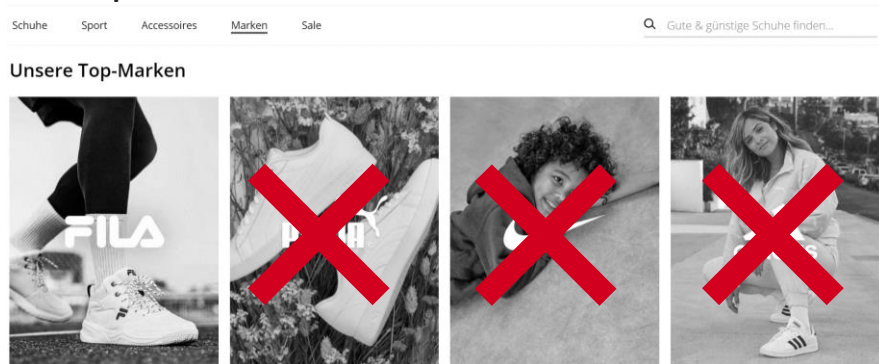 Schuhe Sport Accessoires Marken Sale Gute & günstige Schuhe finden...
Unsere Top-Marken
FILA